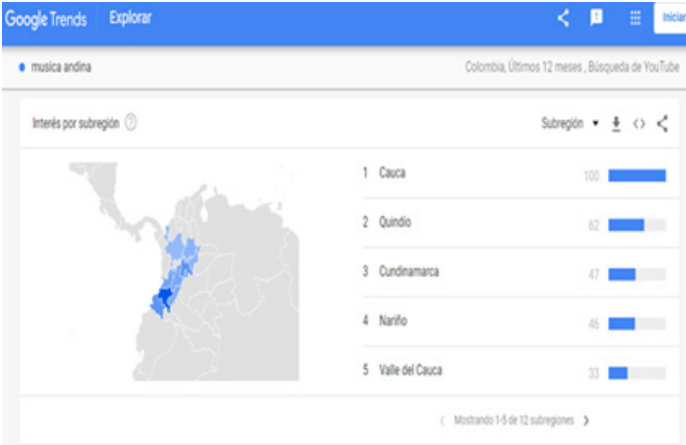 Google Trends Explorar Iniciar
musica andina Colombia, Últimos 12 meses , Búsqueda de YouTube
Interés por subregión Subregión
1 Cauca 100
2 Quindío 62
3 Cundinamarca 47
4 Nariño 46
5 Valle del Cauca 33
Mostrando 1-5 de 12 subregiones